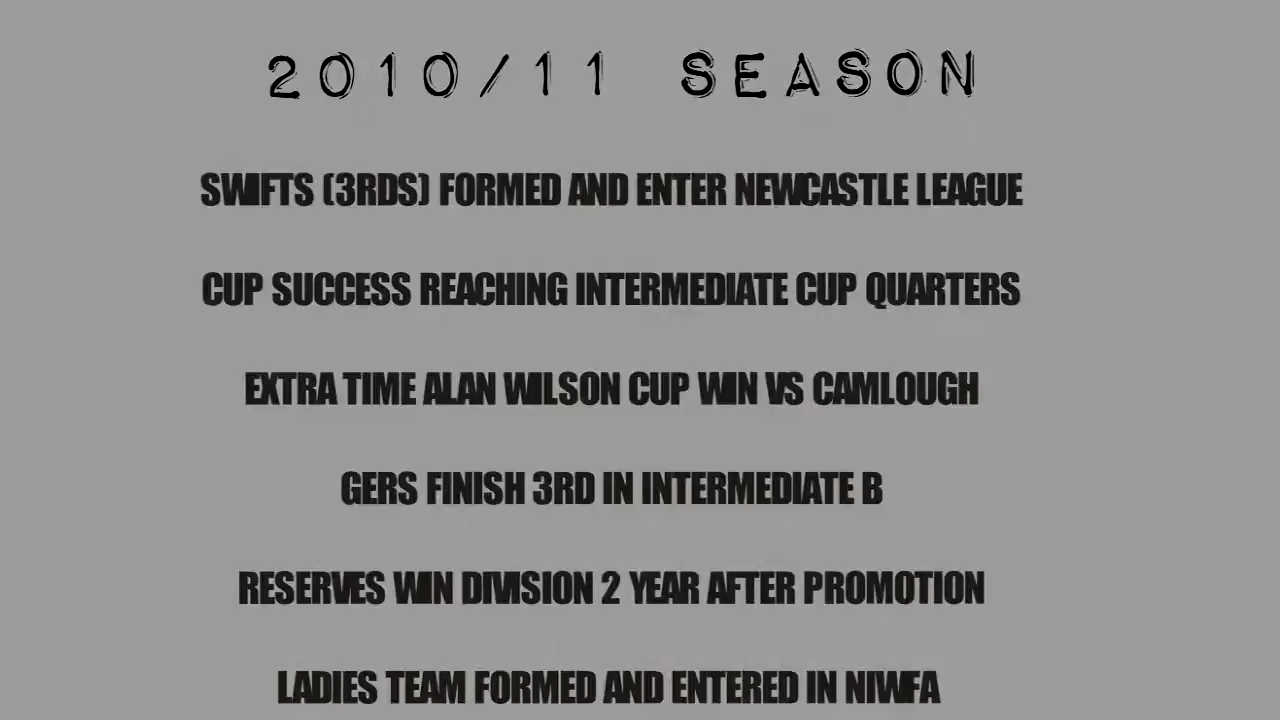 2010/11 SEASON
SWIFTS (3RDS) FORMED AND ENTER NEWCASTLE LEAGUE
CUP SUCCESS REACHING INTERMEDIATE CUP QUARTERS
EXTRA TIME ALAN WILSON CUP WIN VS CAMLOUGH
GERS FINISH 3RD IN INTERMEDIATE B
RESERVES WIN DIVISION 2 YEAR AFTER PROMOTION
LADIES TEAM FORMED AND ENTERED IN NIWFA